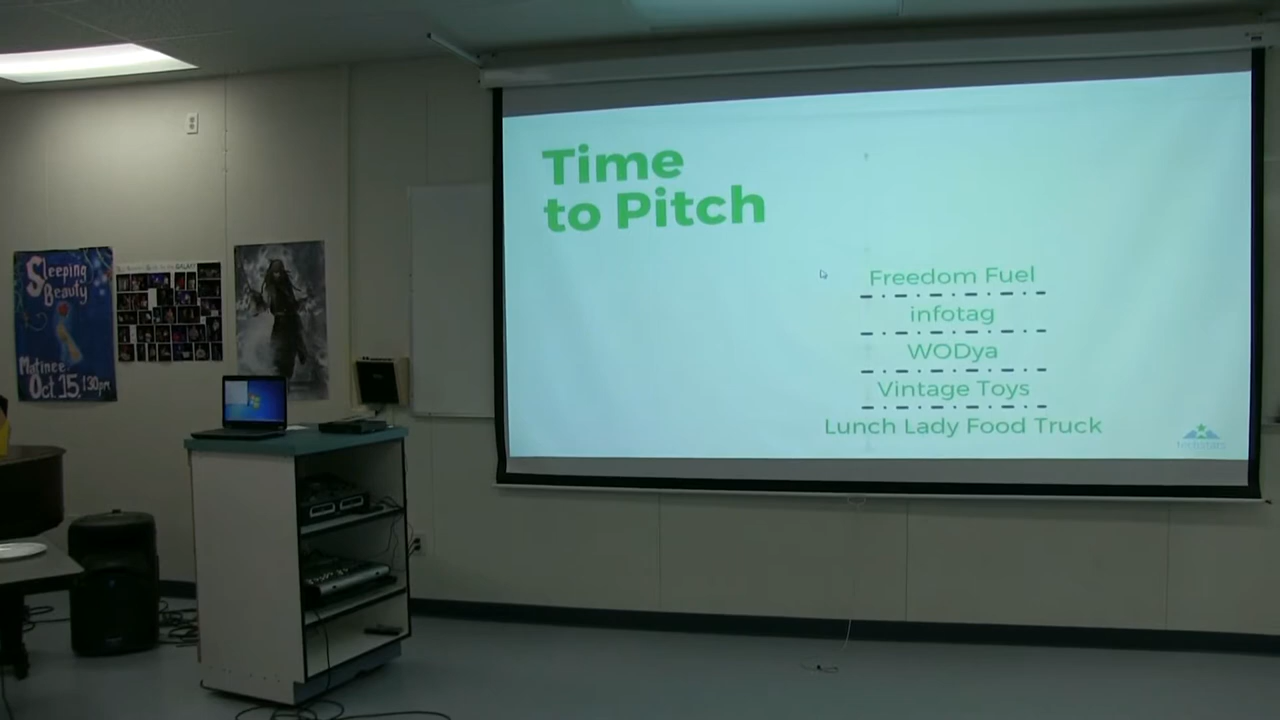 Time
to Pitch
Freedom Fuel
infotag
WODya
Vintage Toys
Lunch Lady Food Truck
techstars
Sleeping
Beauty
Matinee
Oct. 15, 1:30pm